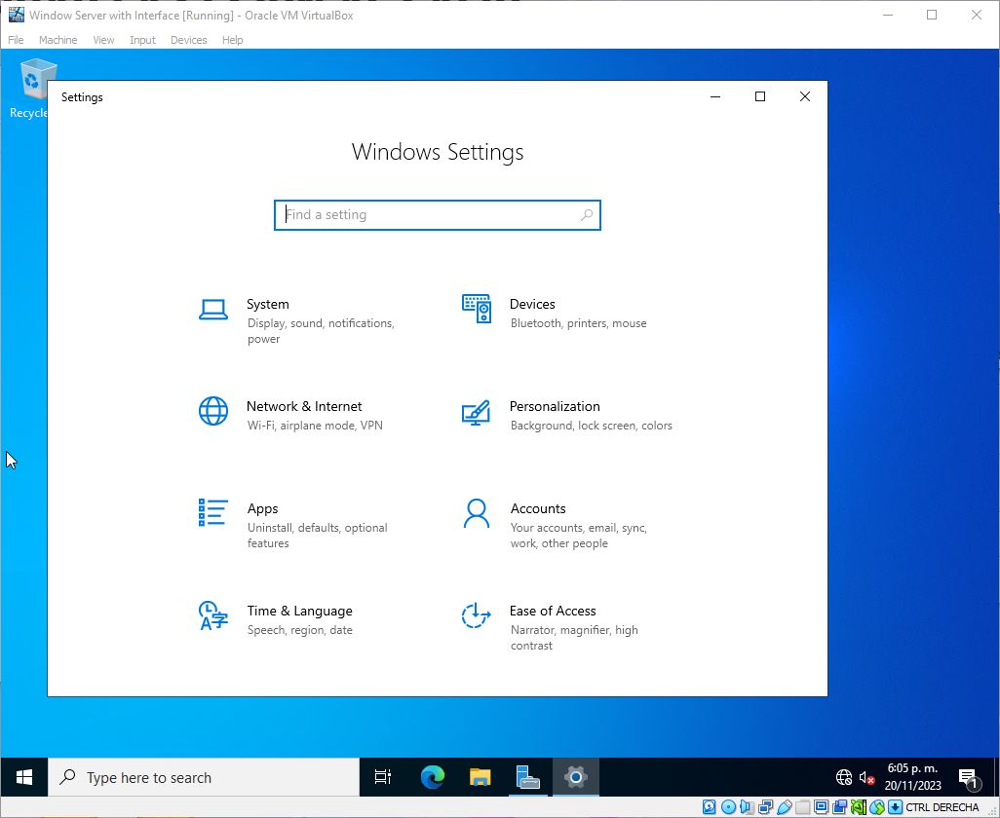 Window Server with Interface [Running] - Oracle VM VirtualBox
File Machine View Input Devices Help
Recycle
Settings
Windows Settings
Find a setting
System
Display, sound, notifications,
power
Devices
Bluetooth, printers, mouse
Network & Internet
Wi-Fi, airplane mode, VPN
Personalization
Background, lock screen, colors
Apps
Uninstall, defaults, optional
features
Accounts
Your accounts, email, sync,
work, other people
Time & Language
Speech, region, date
Ease of Access
Narrator, magnifier, high
contrast
Type here to search
6:05 p. m.
20/11/2023
1
CTRL DERECHA